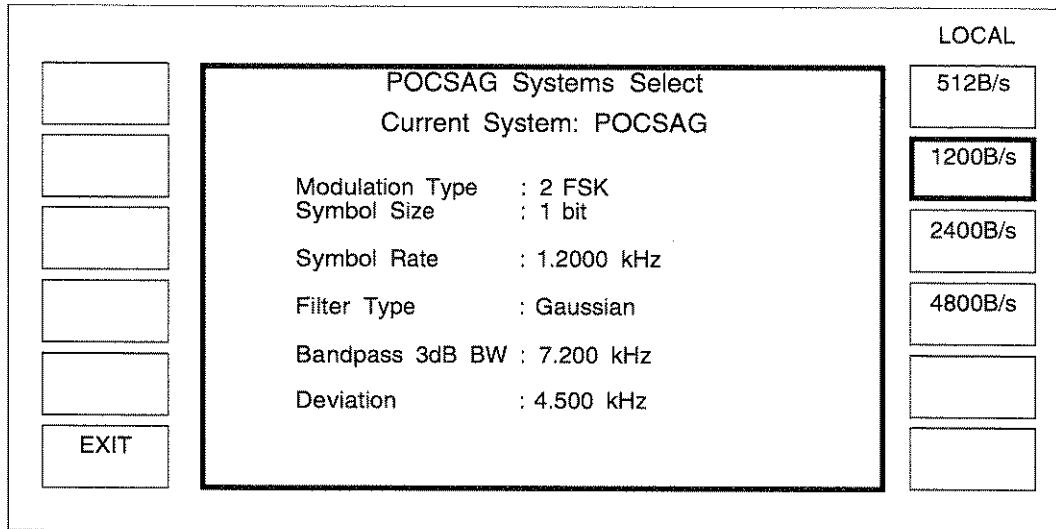 LOCAL
POCSAG Systems Select
Current System: POCSAG
Modulation Type : 2 FSK
Symbol Size : 1 bit
Symbol Rate : 1.2000 kHz
Filter Type : Gaussian
Bandpass 3dB BW : 7.200 kHz
Deviation : 4.500 kHz
EXIT
512B/s
1200B/s
2400B/s
4800B/s